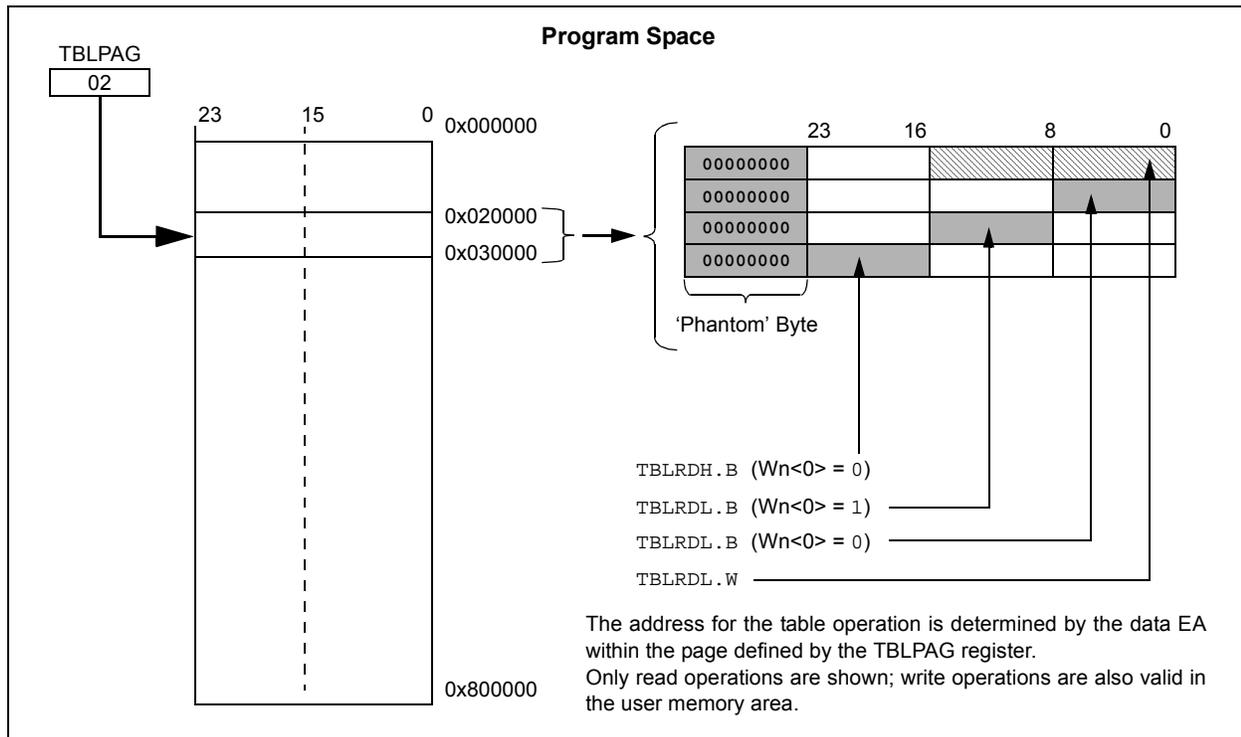 Program Space
TBLPAG
02
23 15 0
0x000000
0x020000
0x030000
0x800000
23 16 8 0
00000000
00000000
00000000
00000000
‘Phantom’ Byte
TBLRDH.B (Wn<0> = 0)
TBLRDL.B (Wn<0> = 1)
TBLRDL.B (Wn<0> = 0)
TBLRDL.W
The address for the table operation is determined by the data EA
within the page defined by the TBLPAG register.
Only read operations are shown; write operations are also valid in
the user memory area.